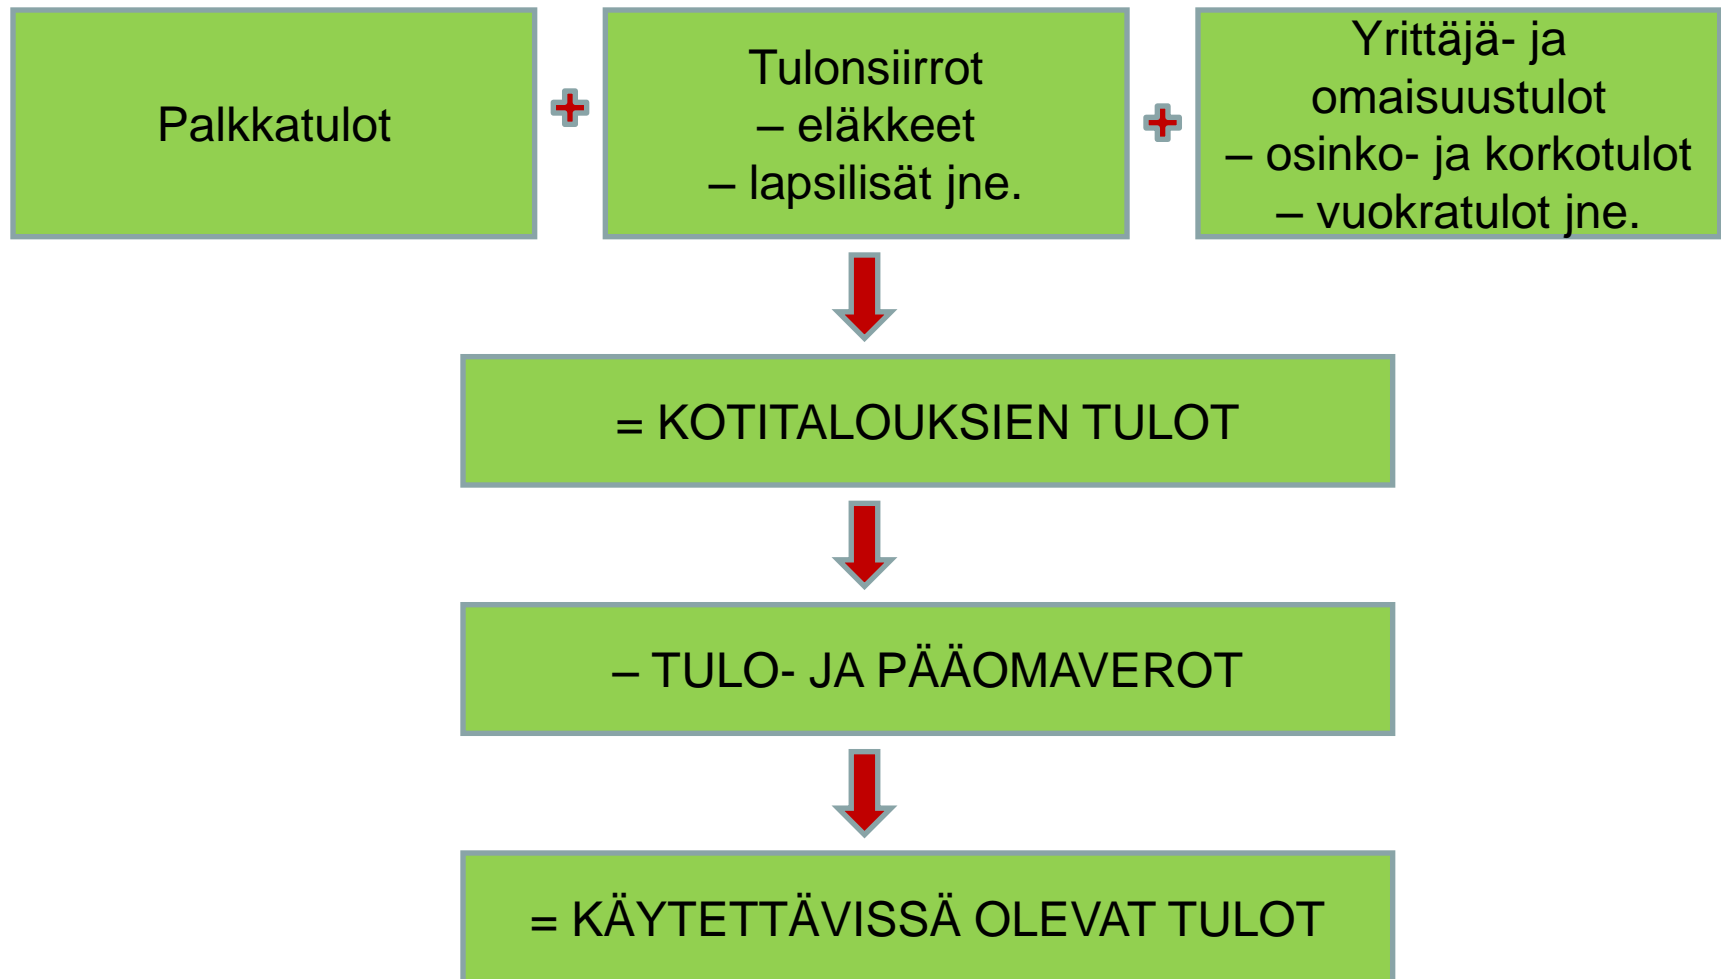 Palkkatulot
Tulonsiirrot
– eläkkeet
– lapsilisät jne.
Yrittäjä- ja
omaisuustulot
– osinko- ja korkotulot
– vuokratulot jne.
= KOTITALOUKSIEN TULOT
– TULO- JA PÄÄOMAVEROT
= KÄYTETTÄVISSÄ OLEVAT TULOT